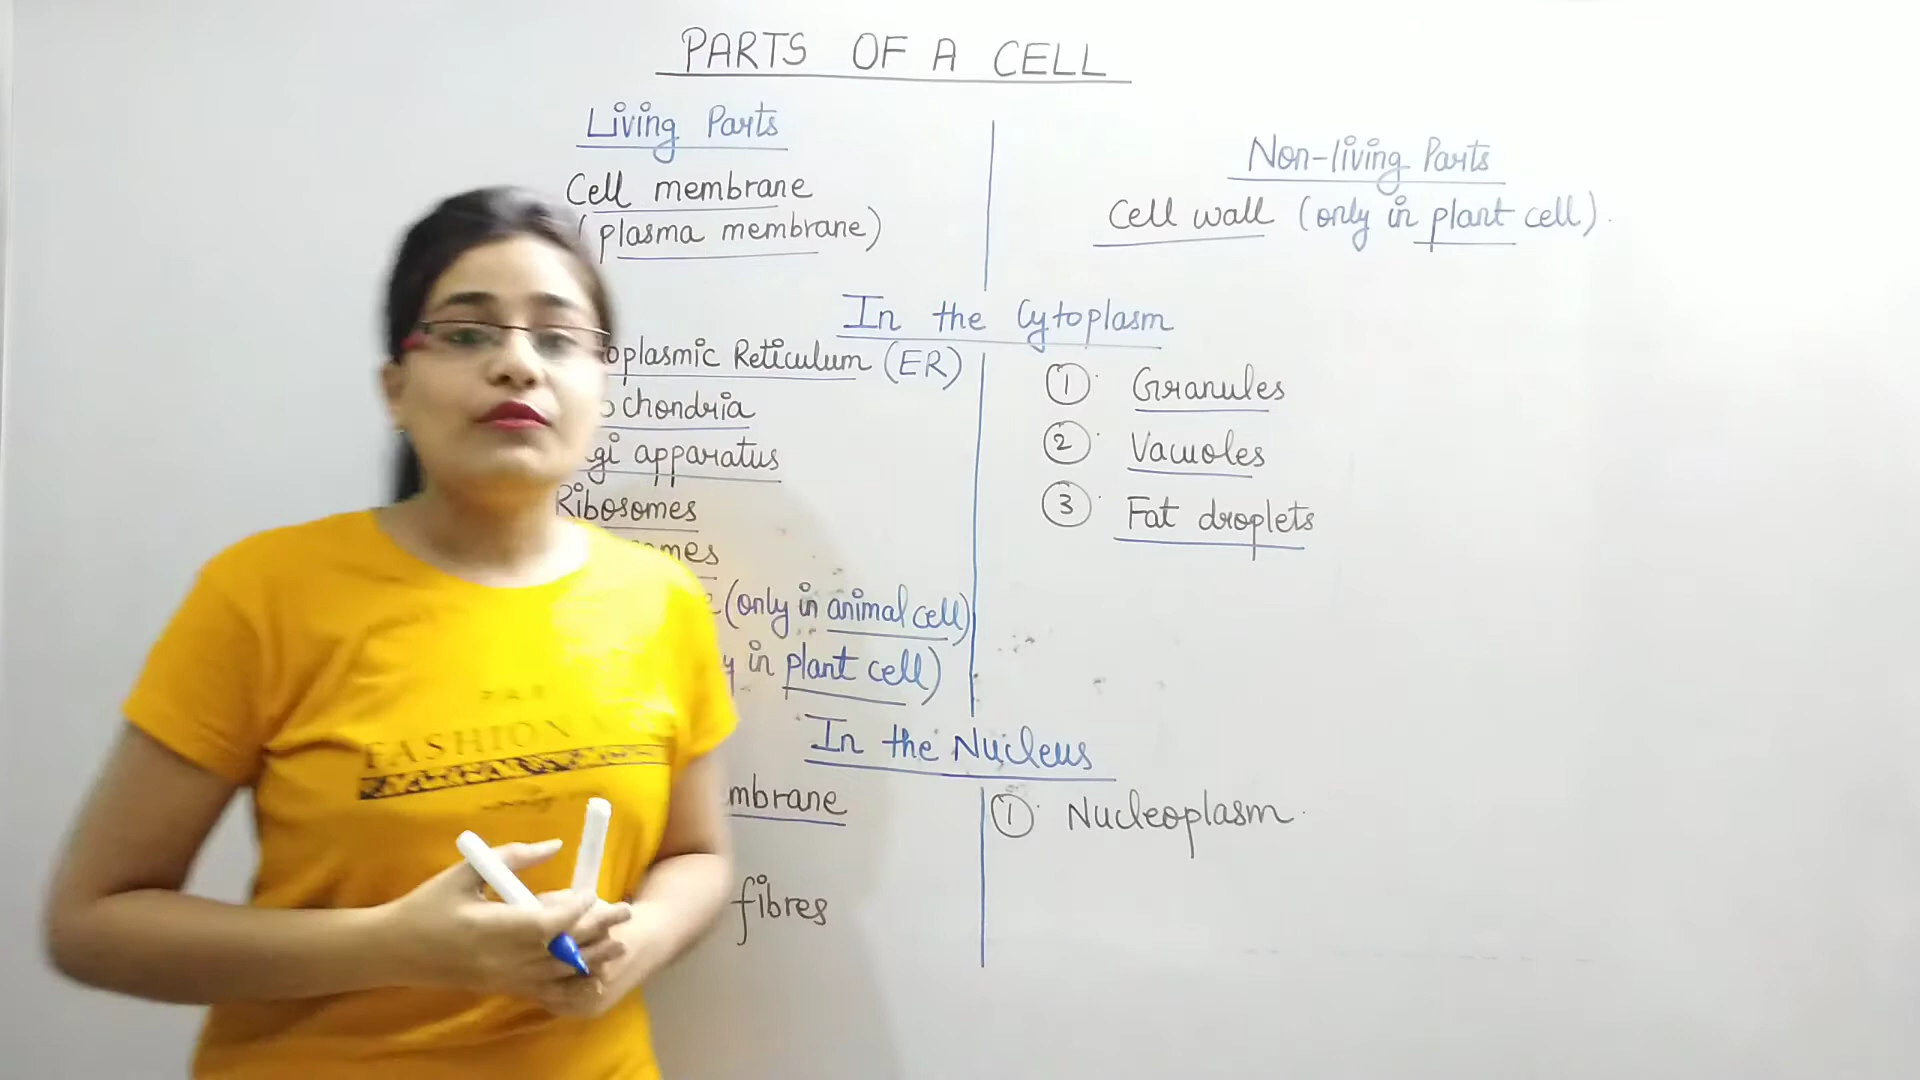 PARTS OF A CELL
Living Parts
Cell membrane
(plasma membrane)
Non-living Parts
Cell wall (only in plant cell).
In the Cytoplasm
oplasmic Reticulum (ER)
chondria
gi apparatus
Ribosomes
mes
(only in animal cell)
y in plant cell)
1 Granules
2 Vacuoles
3 Fat droplets
In the Nucleus
mbrane
fibres
1 Nucleoplasm.
FASHION